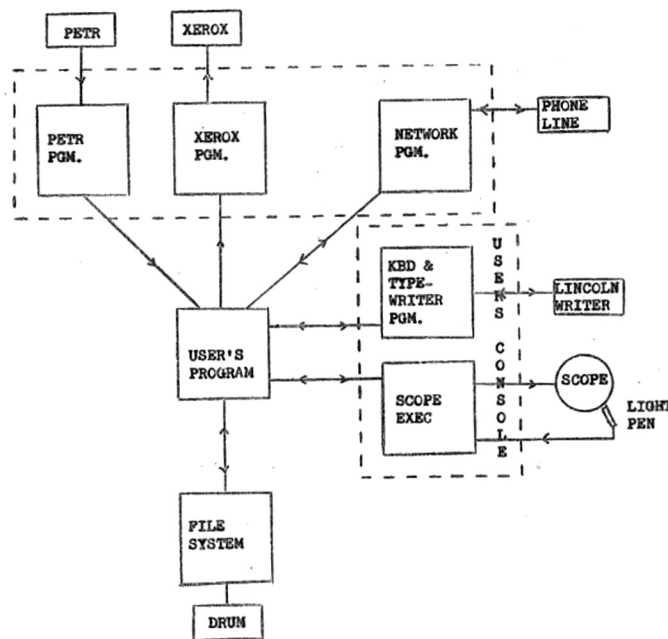 PETR
XEROX
PETR
PGM.
XEROX
PGM.
NETWORK
PGM.
PHONE
LINE
KBD &
TYPE-
WRITER
PGM.
USERS CONSOLE
LINCOLN
WRITER
USER'S
PROGRAM
SCOPE
EXEC
SCOPE
LIGHT
PEN
FILE
SYSTEM
DRUM